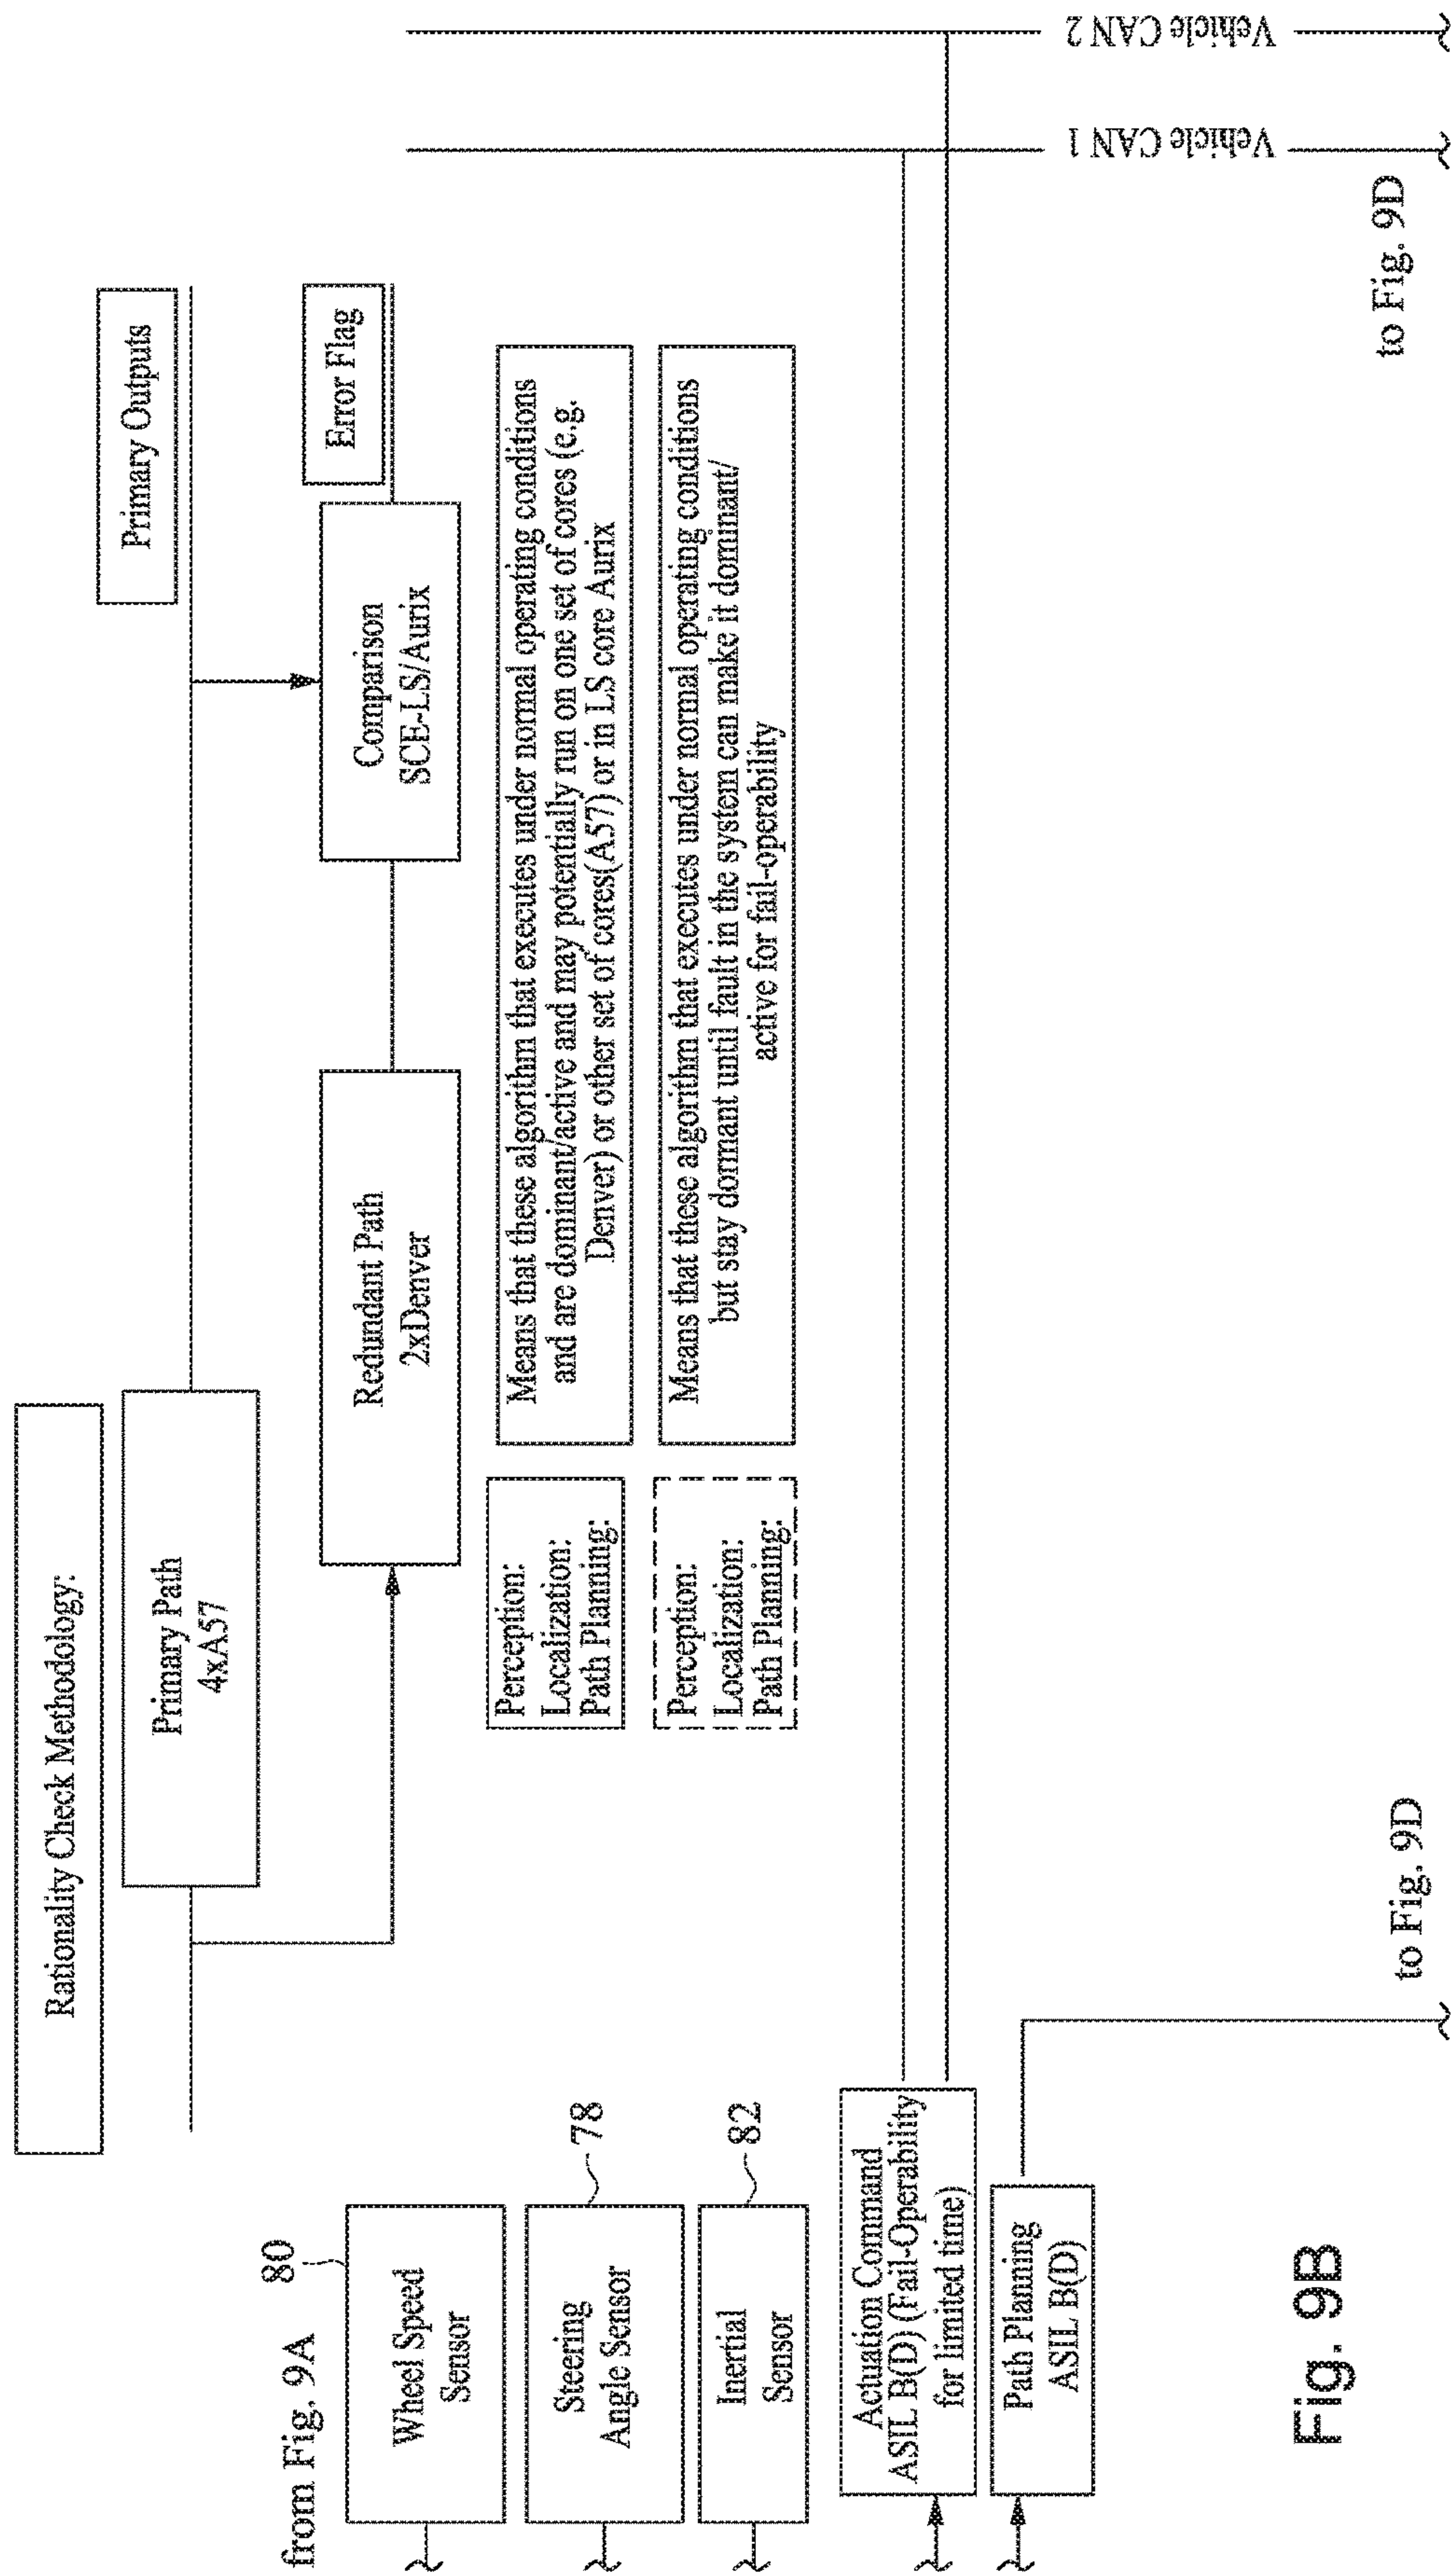 Rationality Check Methodology:
Primary Path
4xA57
Primary Outputs
Redundant Path
2xDenver
Comparison
SCE-LS/Aurix
Error Flag
Perception:
Localization:
Path Planning:
Means that these algorithm that executes under normal operating conditions
and are dominant/active and may potentially run on one set of cores (e.g.
Denver) or other set of cores(A57) or in LS core Aurix
Perception:
Localization:
Path Planning:
Means that these algorithm that executes under normal operating conditions
but stay dormant until fault in the system can make it dominant/
active for fail-operability
from Fig. 9A
80
Wheel Speed
Sensor
78
Steering
Angle Sensor
82
Inertial
Sensor
Actuation Command
ASIL B(D) (Fail-Operability
for limited time)
Path Planning
ASIL B(D)
Vehicle CAN 1
Vehicle CAN 2
to Fig. 9D
to Fig. 9D
Fig. 9B